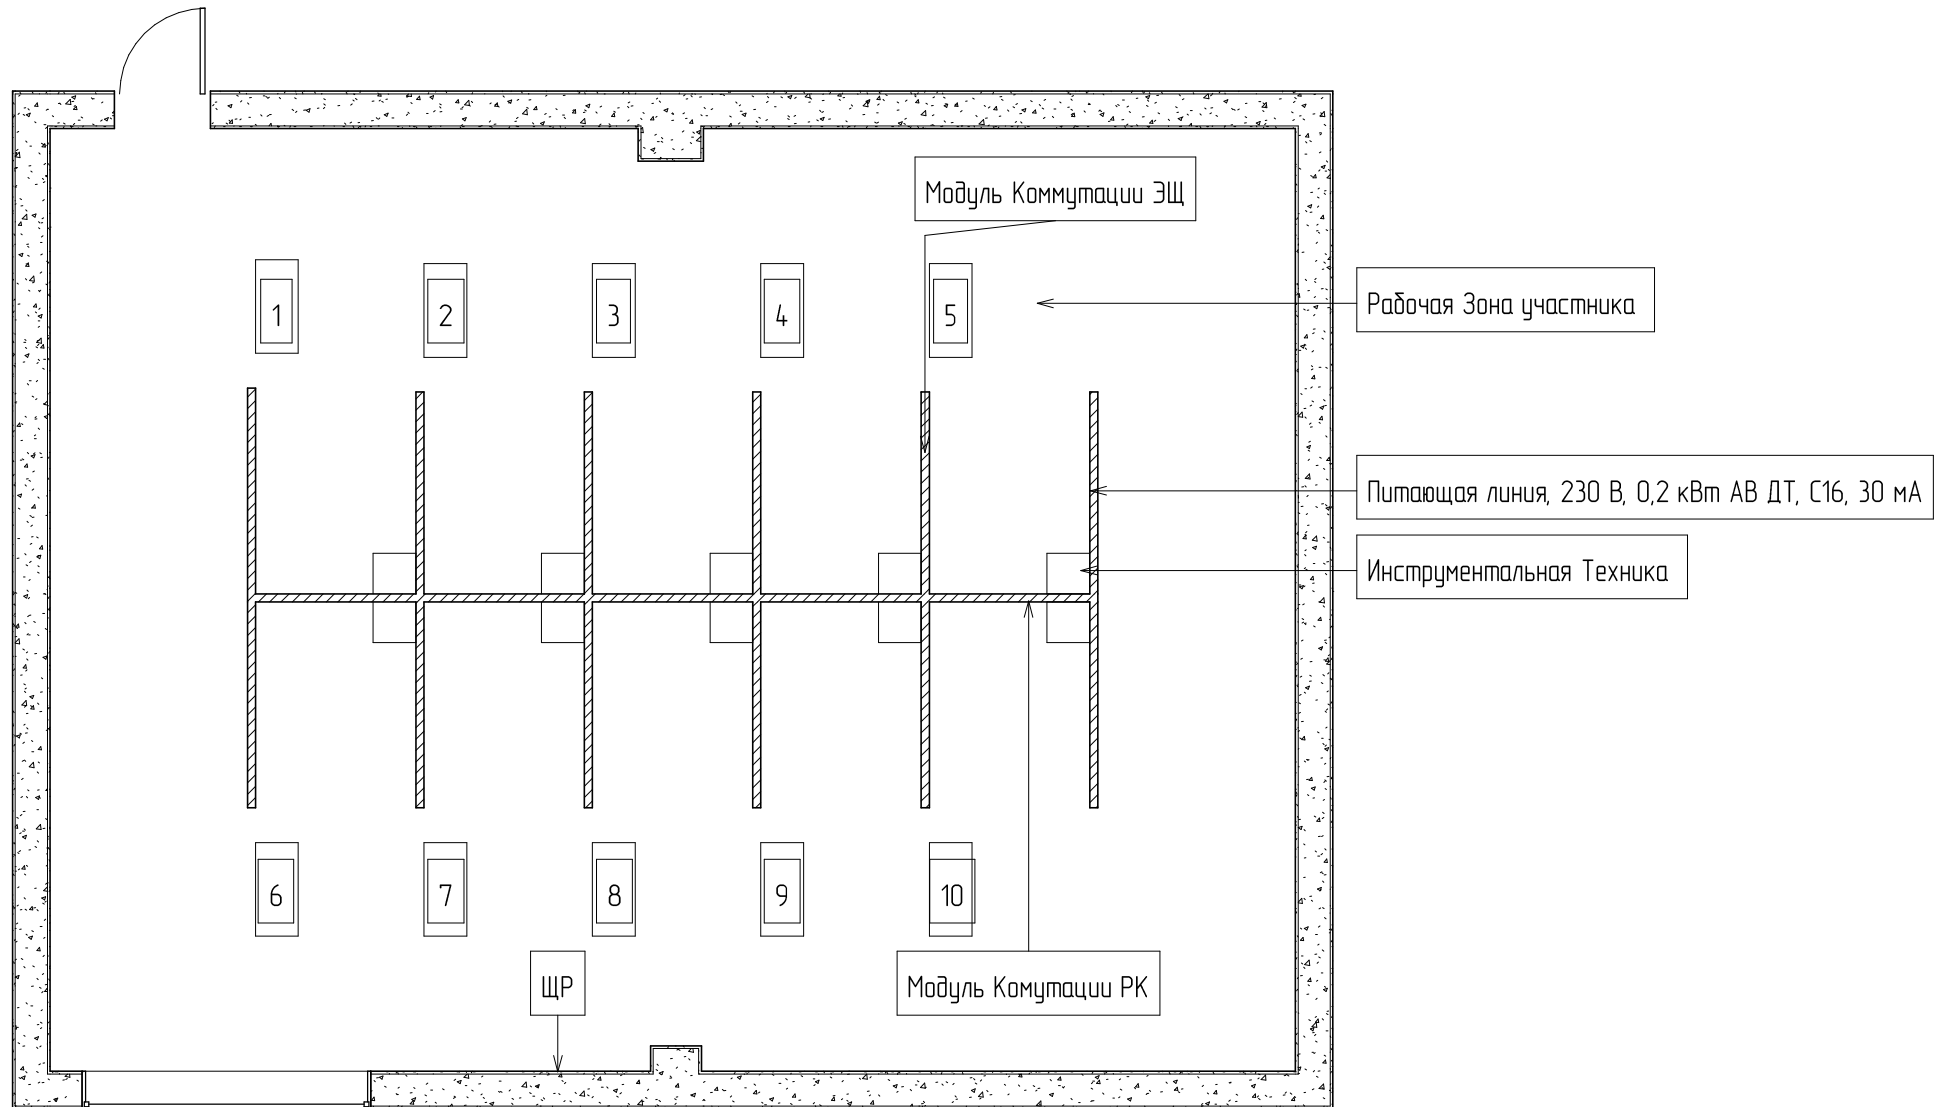 Модуль Коммутации ЭЩ
1
2
3
4
5
Рабочая Зона участника
Питающая линия, 230 В, 0,2 кВт АВ ДТ, С16, 30 мА
Инструментальная Техника
6
7
8
9
10
ЩР
Модуль Комутации РК